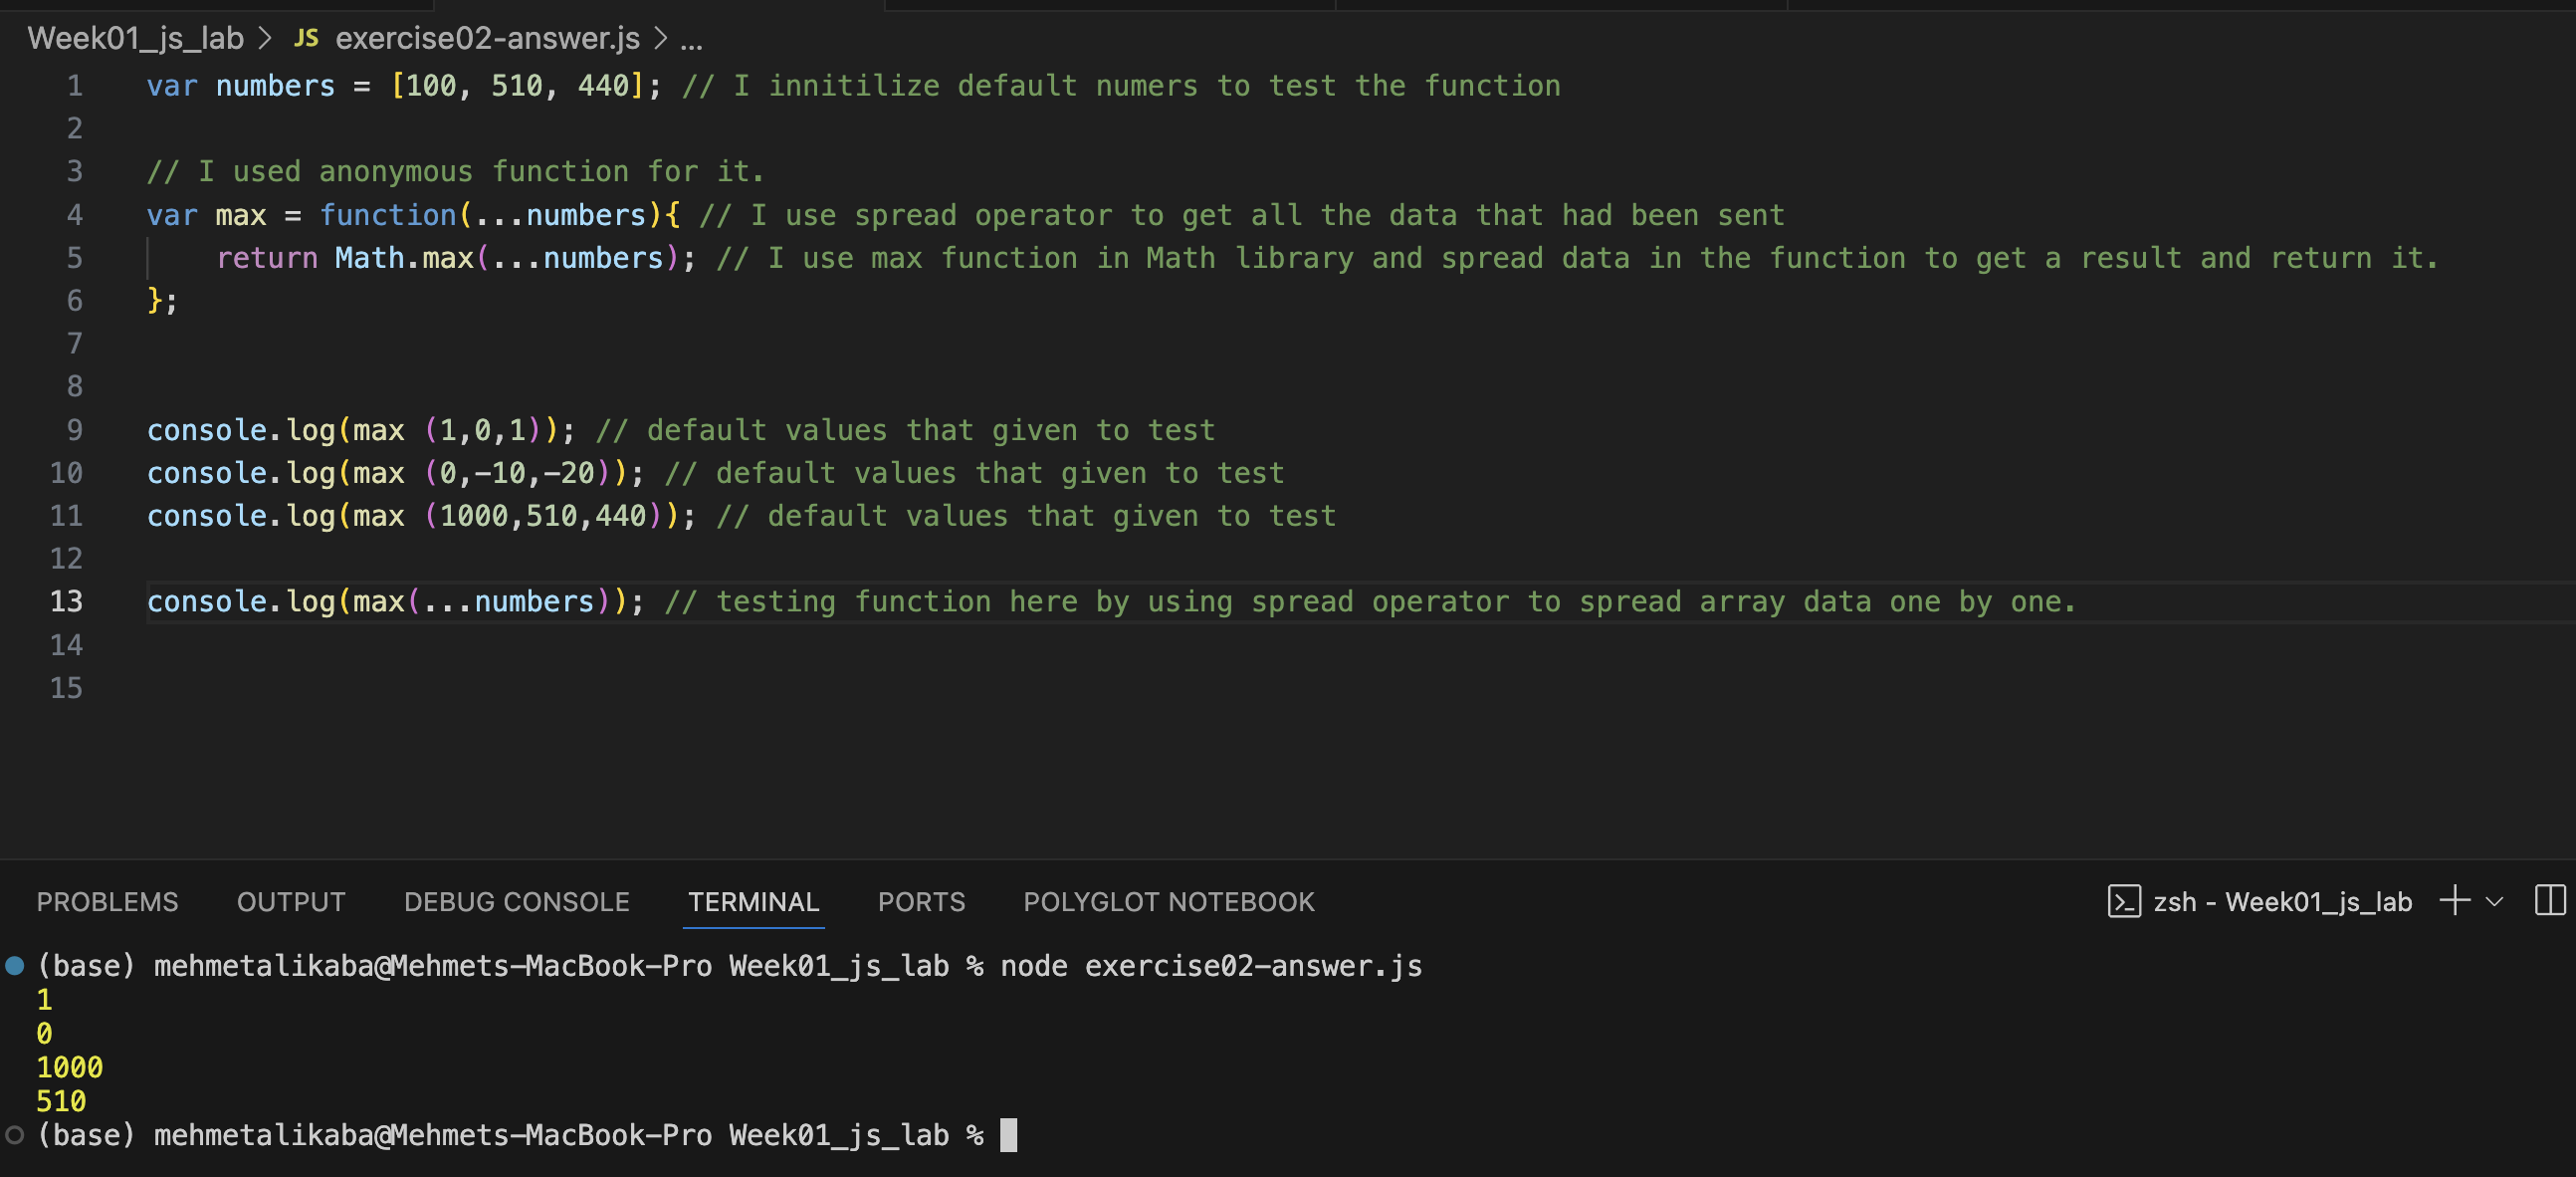 Week01_js_lab > JS exercise02-answer.js > ...
1 var numbers = [100, 510, 440]; // I innitilize default numers to test the function
2
3 // I used anonymous function for it.
4 var max = function(...numbers){ // I use spread operator to get all the data that had been sent
5 return Math.max(...numbers); // I use max function in Math library and spread data in the function to get a result and return it.
6 };
7
8
9 console.log(max (1,0,1)); // default values that given to test
10 console.log(max (0,-10,-20)); // default values that given to test
11 console.log(max (1000,510,440)); // default values that given to test
12
13 console.log(max(...numbers)); // testing function here by using spread operator to spread array data one by one.
14
15
PROBLEMS OUTPUT DEBUG CONSOLE TERMINAL PORTS POLYGLOT NOTEBOOK zsh - Week01_js_lab
(base) mehmetalikaba@Mehmets-MacBook-Pro Week01_js_lab % node exercise02-answer.js
1
0
1000
510
(base) mehmetalikaba@Mehmets-MacBook-Pro Week01_js_lab %